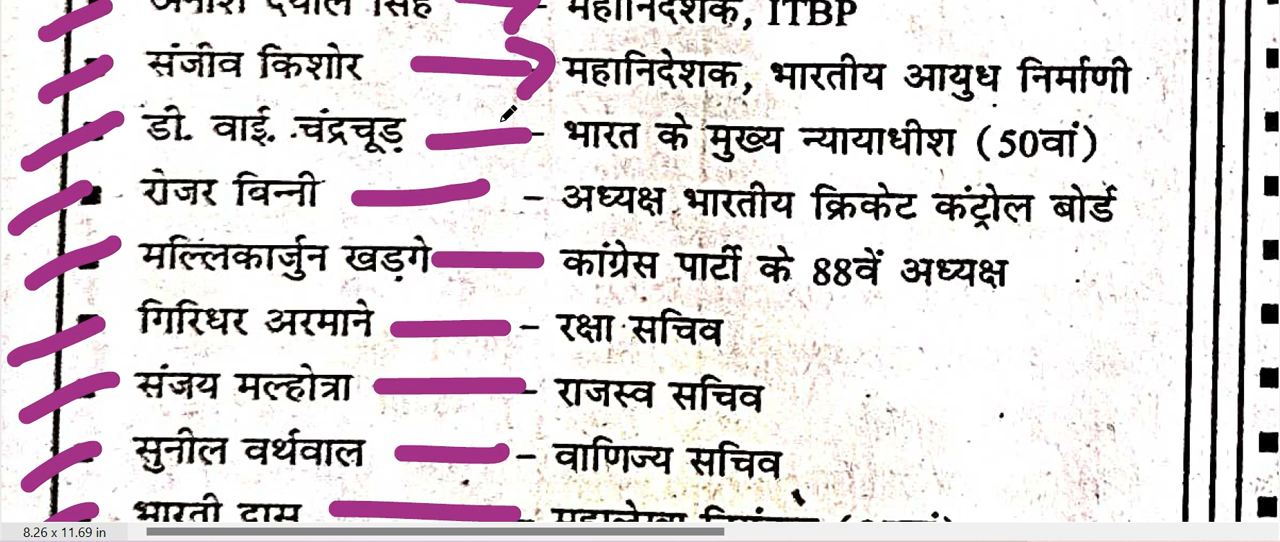 महानिदेशक, ITBP
संजीव किशोर महानिदेशक, भारतीय आयुध निर्माणी
डी. वाई. चंद्रचूड़ - भारत के मुख्य न्यायाधीश (50वां)
रोजर विन्नी - अध्यक्ष भारतीय क्रिकेट कंट्रोल बोर्ड
मल्लिकार्जुन खड़गे कांग्रेस पार्टी के 88वें अध्यक्ष
गिरिधर अरमाने - रक्षा सचिव
संजय मल्होत्रा - राजस्व सचिव
सुनील वर्थवाल - वाणिज्य सचिव
भारती दास
8.26 x 11.69 in